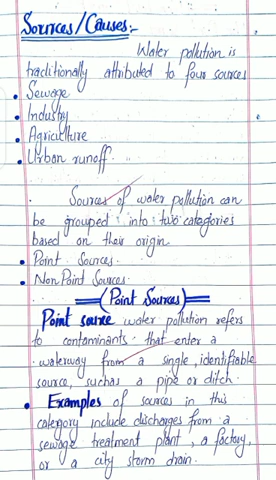 Sources/Causes:-
Water pollution is
traditionally attributed to four sources
• Sewage
• Industry
• Agriculture
• Urban runoff.
Sources of water pollution can
be grouped into two categories
based on their origin
• Point Sources.
• Non Point Sources.
(Point Sources)
Point source water pollution refers
to contaminants that enter a
waterway from a single, identifiable
source, such as a pipe or ditch.
• Examples of sources in this
category include discharges from a
sewage treatment plant, a factory,
or a city storm drain.